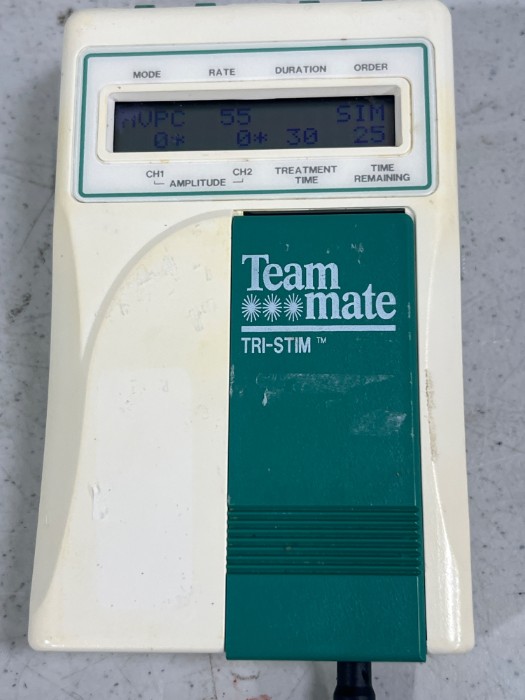 MODE RATE DURATION ORDER
MVPC 55 SIM
0* 0* 30 25
CH1 CH2 TREATMENT TIME
AMPLITUDE TIME REMAINING
Team
mate
TRI-STIM™